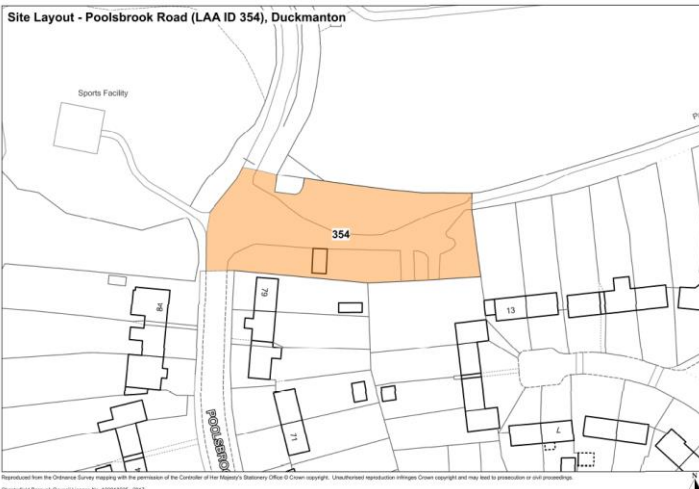 Site Layout - Poolsbrook Road (LAA ID 354), Duckmanton
Sports Facility
354
84
79
13
71
7
N
Reproduced from the Ordnance Survey mapping with the permission of the Controller of Her Majesty's Stationery Office © Crown copyright. Unauthorised reproduction infringes Crown copyright and may lead to prosecution or civil proceedings.